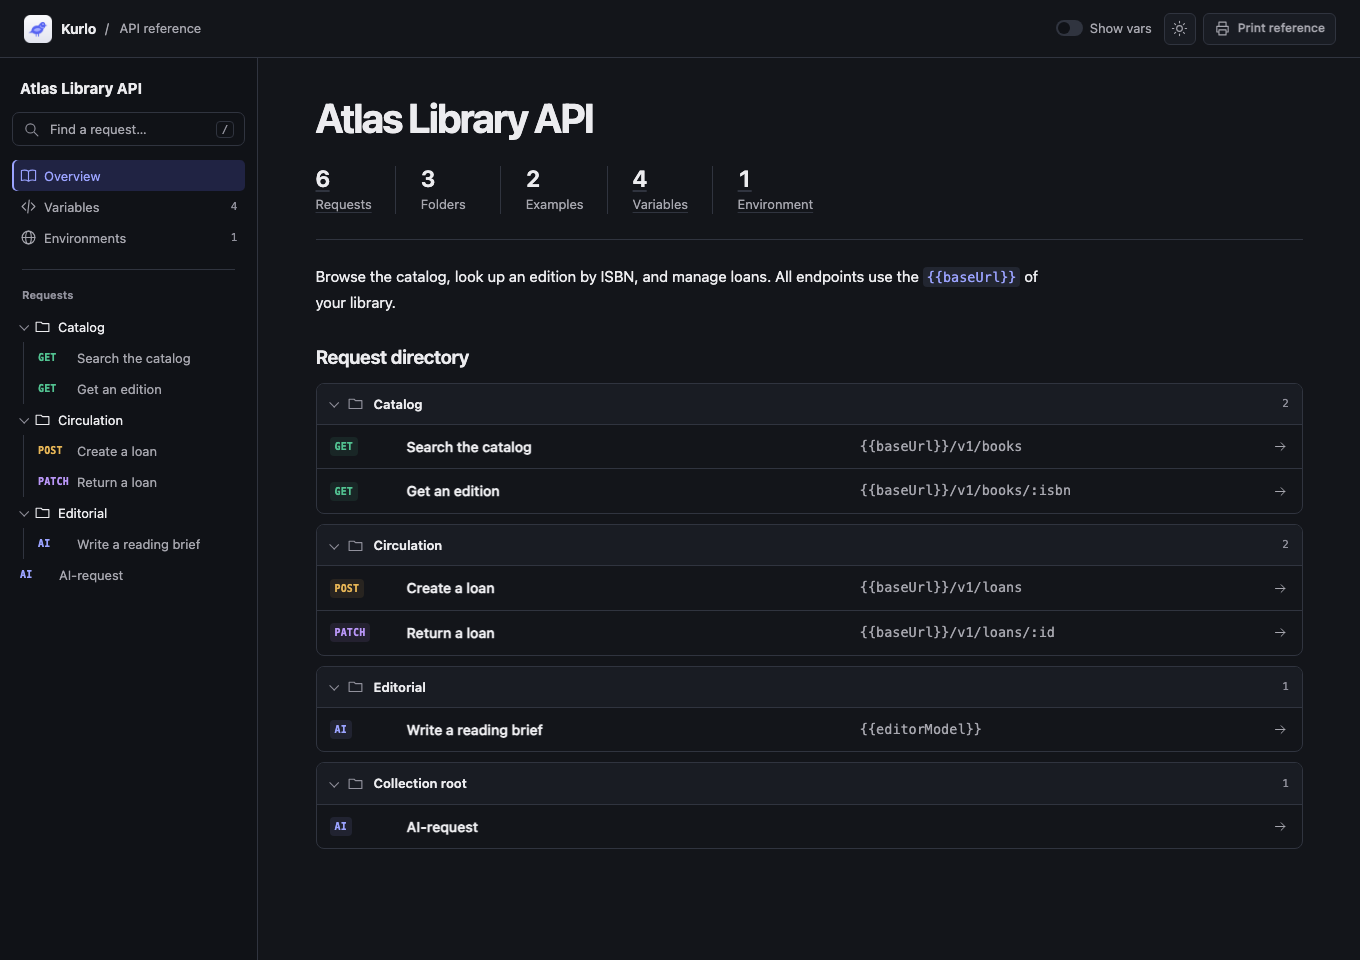 Kurlo / API reference
Show vars
Print reference
Atlas Library API
Find a request... /
Overview
Variables 4
Environments 1
Requests
Catalog
GET Search the catalog
GET Get an edition
Circulation
POST Create a loan
PATCH Return a loan
Editorial
AI Write a reading brief
AI AI-request
Atlas Library API
6 3 2 4 1
Requests Folders Examples Variables Environment
Browse the catalog, look up an edition by ISBN, and manage loans. All endpoints use the {{baseUrl}} of
your library.
Request directory
Catalog 2
GET Search the catalog {{baseUrl}}/v1/books
GET Get an edition {{baseUrl}}/v1/books/:isbn
Circulation 2
POST Create a loan {{baseUrl}}/v1/loans
PATCH Return a loan {{baseUrl}}/v1/loans/:id
Editorial 1
AI Write a reading brief {{editorModel}}
Collection root 1
AI AI-request